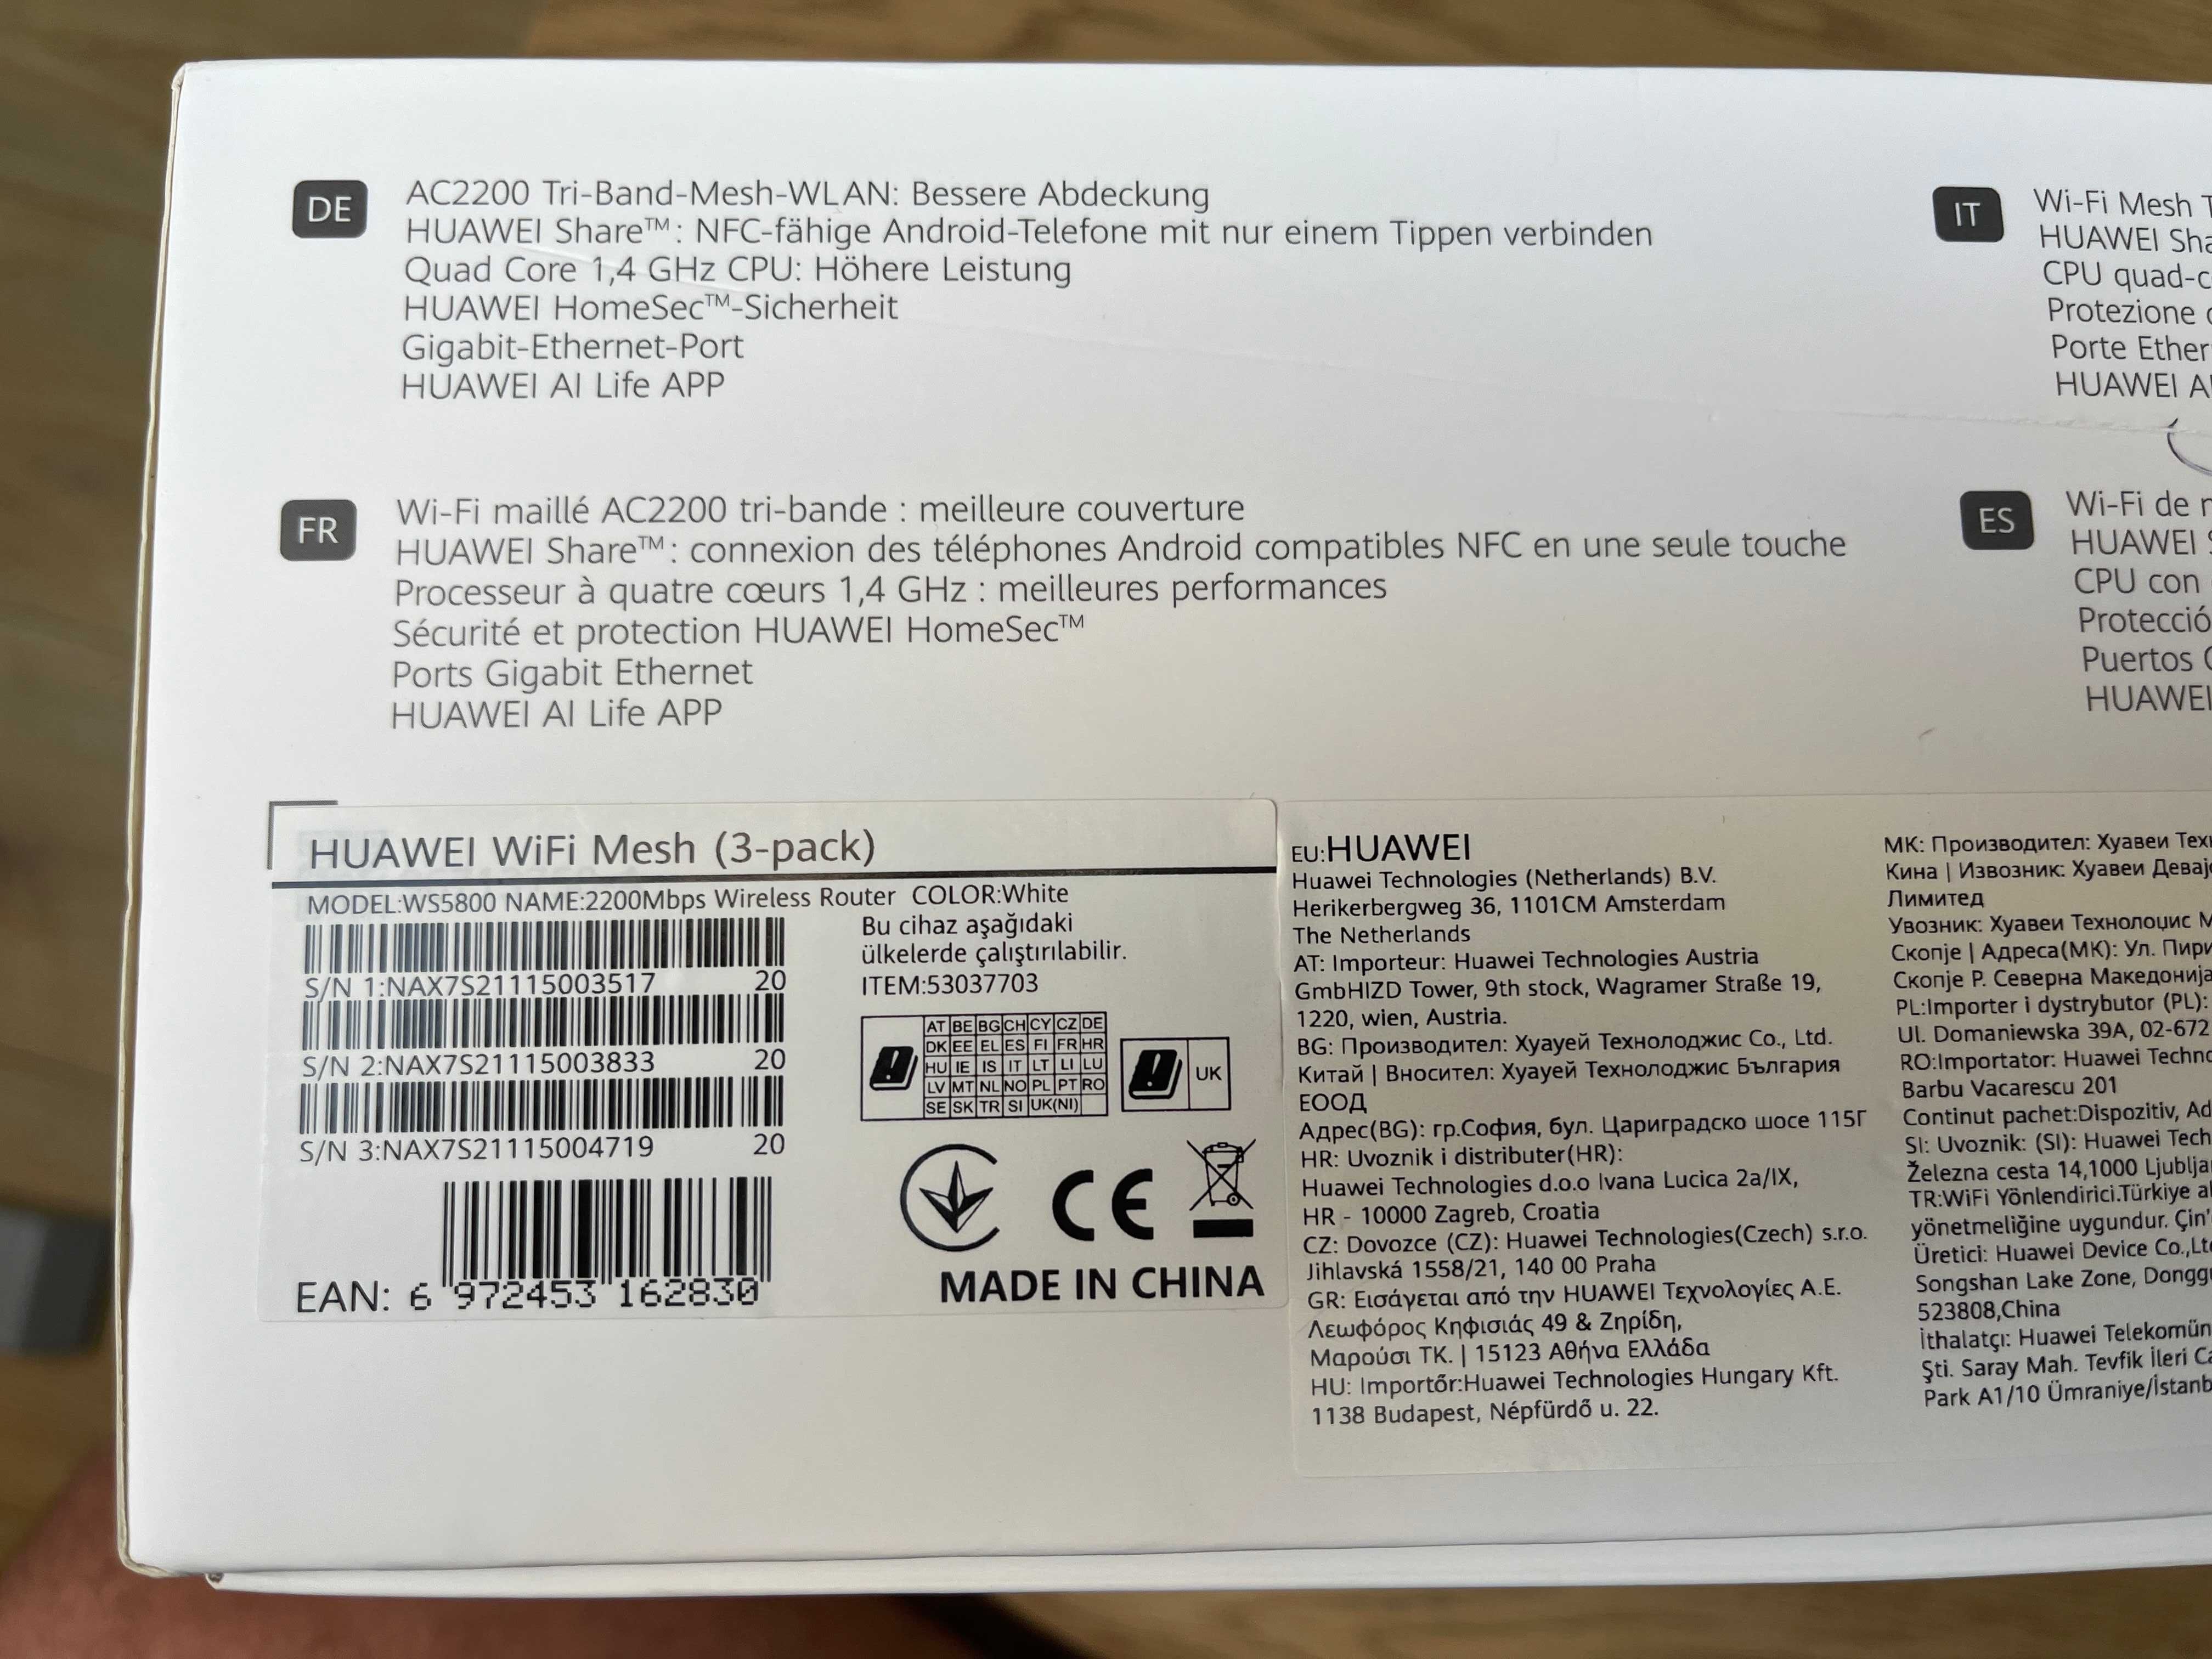 DE
AC2200 Tri-Band-Mesh-WLAN: Bessere Abdeckung
HUAWEI Share™: NFC-fähige Android-Telefone mit nur einem Tippen verbinden
Quad Core 1,4 GHz CPU: Höhere Leistung
HUAWEI HomeSec™-Sicherheit
Gigabit-Ethernet-Port
HUAWEI AI Life APP
IT
Wi-Fi Mesh
HUAWEI
CPU
Protezione
Porte
HUAWEI
FR
Wi-Fi maillé AC2200 tri-bande : meilleure couverture
HUAWEI Share™: connexion des téléphones Android compatibles NFC en une seule touche
Processeur à quatre cœurs 1,4 GHz : meilleures performances
Sécurité et protection HUAWEI HomeSec™
Ports Gigabit Ethernet
HUAWEI AI Life APP
ES
Wi-Fi de
HUAWEI
CPU con
Puertos
HUAWEI
HUAWEI WiFi Mesh (3-pack)
MODEL:WS5800 NAME:2200Mbps Wireless Router COLOR:White
Bu cihaz aşağıdaki
ülkelerde çalıştırılabilir.
ITEM:53037703
S/N 1:NAX7S21115003517 20
S/N 2:NAX7S21115003833 20
S/N 3:NAX7S21115004719 20
AT BE BG CH CY CZ DE
DK EE EL ES FI FR HR
HU IE IS IT LT LI LU
LV MT NL NO PL PT RO
SE SK TR SI UK(NI)
UK
CE
MADE IN CHINA
EAN: 6 972453 162830
EU:HUAWEI
Huawei Technologies (Netherlands) B.V.
Herikerbergweg 36, 1101CM Amsterdam
The Netherlands
AT: Importeur: Huawei Technologies Austria
GmbHIZD Tower, 9th stock, Wagramer Straße 19,
1220, wien, Austria.
BG: Производител: Хуауей Технолоджис Co., Ltd.
Китай | Вносител: Хуауей Технолоджис България
ЕООД
Адрес(BG): гр.София, бул. Цариградско шосе 115Г
HR: Uvoznik i distributer(HR):
Huawei Technologies d.o.o Ivana Lucica 2a/IX,
HR - 10000 Zagreb, Croatia
CZ: Dovozce (CZ): Huawei Technologies(Czech) s.r.o.
Jihlavská 1558/21, 140 00 Praha
GR: Εισάγεται από την HUAWEI Τεχνολογίες Α.Ε.
Λεωφόρος Κηφισιάς 49 & Ζηρίδη,
Μαρούσι ΤΚ. | 15123 Αθήνα Ελλάδα
HU: Importőr:Huawei Technologies Hungary Kft.
1138 Budapest, Népfürdő u. 22.
МК: Производител: Хуавеи
Кина | Извозник: Хуавеи
Лимитед
Увозник: Хуавеи Технолоџис
Скопје | Адреса(МК): Ул.
Скопје Р. Северна Македонија
PL:Importer i dystrybutor (PL):
Ul. Domaniewska 39A, 02-672
RO:Importator: Huawei
Barbu Vacarescu 201
Continut pachet:Dispozitiv,
SI: Uvoznik: (SI): Huawei
Železna cesta 14,1000
TR:WiFi Yönlendirici.Türkiye
yönetmeliğine uygundur.
Üretici: Huawei Device
Songshan Lake Zone,
523808,China
İthalatçı: Huawei
Şti. Saray Mah. Tevfik İleri
Park A1/10